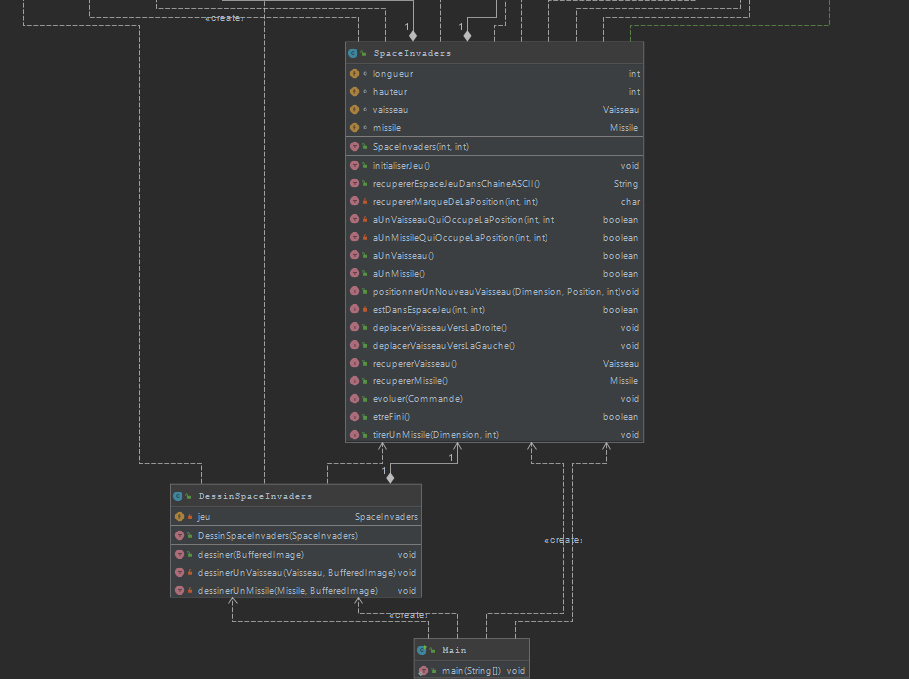 «create»
1
1
SpaceInvaders
longueur int
hauteur int
vaisseau Vaisseau
missile Missile
SpaceInvaders(int, int)
initialiserJeu() void
recupererEspaceJeuDansChaineASCII() String
recupererMarqueDeLaPosition(int, int) char
aUnVaisseauQuiOccupeLaPosition(int, int boolean
aUnMissileQuiOccupeLaPosition(int, int) boolean
aUnVaisseau() boolean
aUnMissile() boolean
positionnerUnNouveauVaisseau(Dimension, Position, int)void
estDansEspaceJeu(int, int) boolean
deplacerVaisseauVersLaDroite() void
deplacerVaisseauVersLaGauche() void
recupererVaisseau() Vaisseau
recupererMissile() Missile
evoluer(Commande) void
etreFini() boolean
tirerUnMissile(Dimension, int) void
1
1
DessinSpaceInvaders
jeu SpaceInvaders
DessinSpaceInvaders(SpaceInvaders)
dessiner(BufferedImage) void
dessinerUnVaisseau(Vaisseau, BufferedImage) void
dessinerUnMissile(Missile, BufferedImage) void
«create»
«create»
Main
main(String[]) void